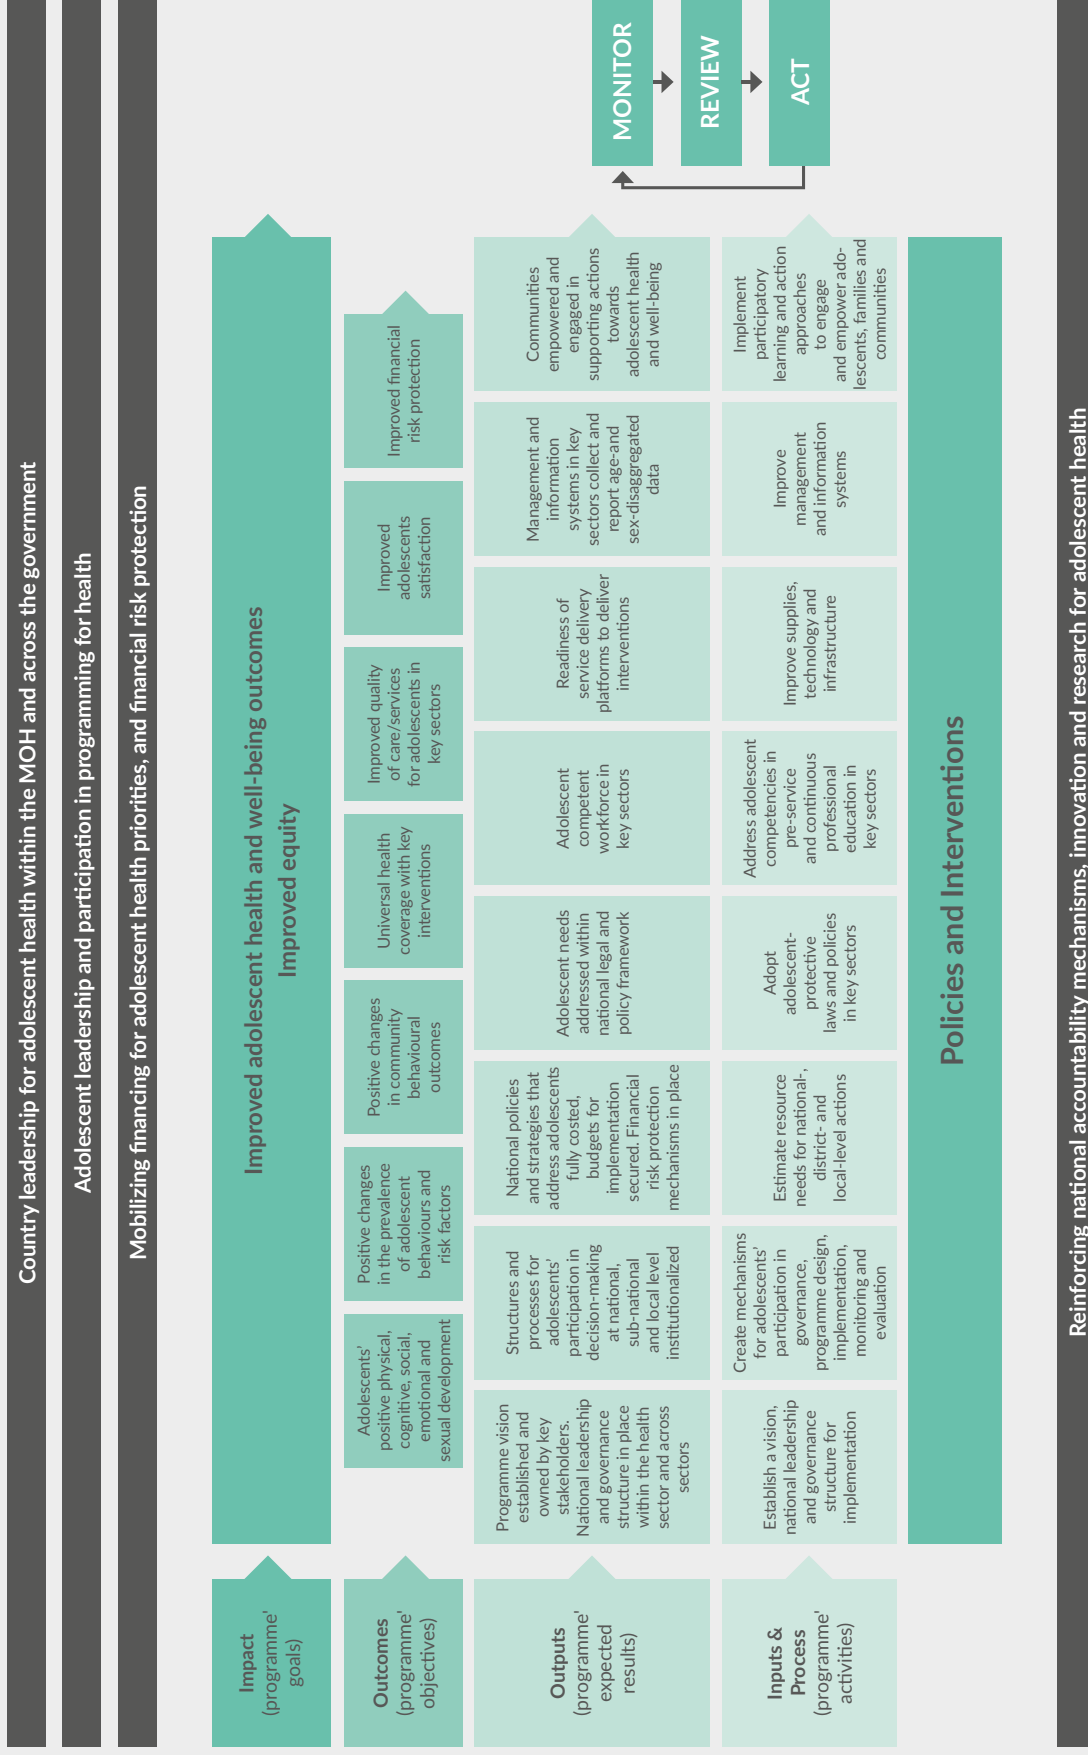 Country leadership for adolescent health within the MOH and across the government
Adolescent leadership and participation in programming for health
Mobilizing financing for adolescent health priorities, and financial risk protection
Impact
(programme'
goals)
Improved adolescent health and well-being outcomes
Improved equity
Outcomes
(programme'
objectives)
Adolescents'
positive physical,
cognitive, social,
emotional and
sexual development
Positive changes
in the prevalence
of adolescent
behaviours and
risk factors
Positive changes
in community
behavioural
outcomes
Universal health
coverage with key
interventions
Improved quality
of care/services
for adolescents in
key sectors
Improved
adolescents
satisfaction
Improved financial
risk protection
Outputs
(programme'
expected
results)
Programme vision
established and
owned by key
stakeholders.
National leadership
and governance
structure in place
within the health
sector and across
sectors
Structures and
processes for
adolescents'
participation in
decision-making
at national,
sub-national
and local level
institutionalized
National policies
and strategies that
address adolescents
fully costed,
budgets for
implementation
secured. Financial
risk protection
mechanisms in place
Adolescent needs
addressed within
national legal and
policy framework
Adolescent
competent
workforce in
key sectors
Readiness of
service delivery
platforms to deliver
interventions
Management and
information
systems in key
sectors collect and
report age-and
sex-disaggregated
data
Communities
empowered and
engaged in
supporting actions
towards
adolescent health
and well-being
Inputs &
Process
(programme'
activities)
Establish a vision,
national leadership
and governance
structure for
implementation
Create mechanisms
for adolescents'
participation in
governance,
programme design,
implementation,
monitoring and
evaluation
Estimate resource
needs for national-,
district- and
local-level actions
Adopt
adolescent-
protective
laws and policies
in key sectors
Address adolescent
competencies in
pre-service
and continuous
professional
education in
key sectors
Improve supplies,
technology and
infrastructure
Improve
management
and information
systems
Implement
participatory
learning and action
approaches
to engage
and empower ado-
lescents, families and
communities
Policies and Interventions
MONITOR
REVIEW
ACT
Reinforcing national accountability mechanisms, innovation and research for adolescent health